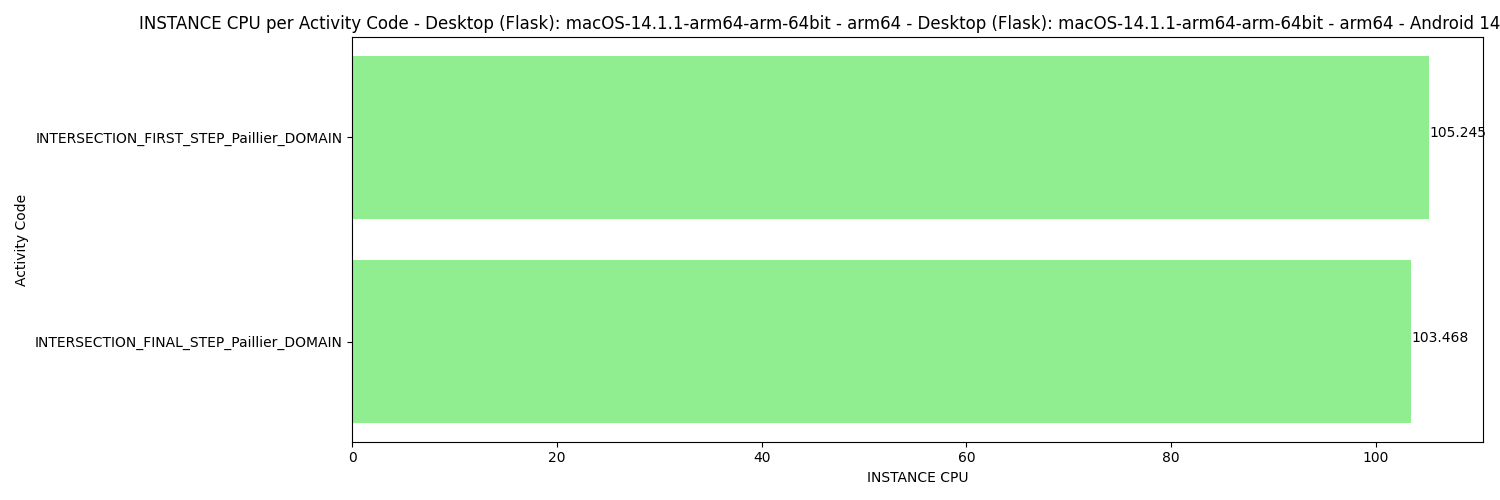 INSTANCE CPU per Activity Code - Desktop (Flask): macOS-14.1.1-arm64-arm-64bit - arm64 - Desktop (Flask): macOS-14.1.1-arm64-arm-64bit - arm64 - Android 14
INTERSECTION_FIRST_STEP_Paillier_DOMAIN
105.245
Activity Code
INTERSECTION_FINAL_STEP_Paillier_DOMAIN
103.468
0 20 40 60 80 100
INSTANCE CPU